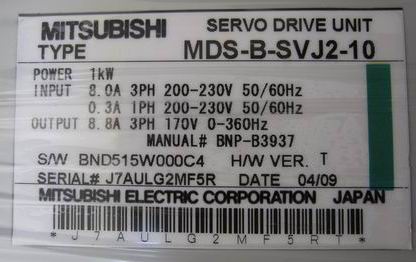 MITSUBISHI SERVO DRIVE UNIT
TYPE MDS-B-SVJ2-10
POWER 1kW
INPUT 8.0A 3PH 200-230V 50/60Hz
0.3A 1PH 200-230V 50/60Hz
OUTPUT 8.8A 3PH 170V 0-360Hz
MANUAL# BNP-B3937
S/W BND515W000C4 H/W VER. T
SERIAL# J7AULG2MF5R DATE 04/09
MITSUBISHI ELECTRIC CORPORATION JAPAN
*J7AULG2MF5RT*